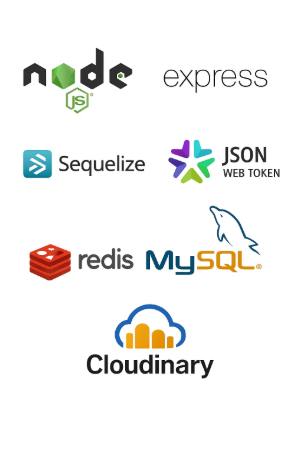 node
JS
express
Sequelize
JSON
WEB TOKEN
redis
MySQL®
Cloudinary